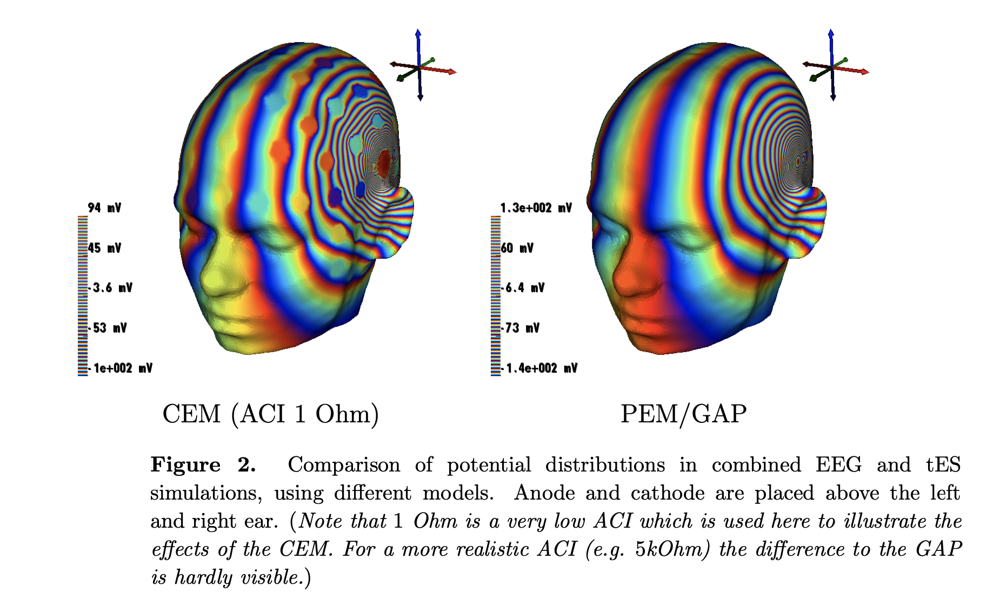 94 mV
45 mV
-3.6 mV
-53 mV
-1e+002 mV
1.3e+002 mV
60 mV
-6.4 mV
-73 mV
-1.4e+002 mV
CEM (ACI 1 Ohm)
PEM/GAP
Figure 2. Comparison of potential distributions in combined EEG and tES
simulations, using different models. Anode and cathode are placed above the left
and right ear. (Note that 1 Ohm is a very low ACI which is used here to illustrate the
effects of the CEM. For a more realistic ACI (e.g. 5kOhm) the difference to the GAP
is hardly visible.)